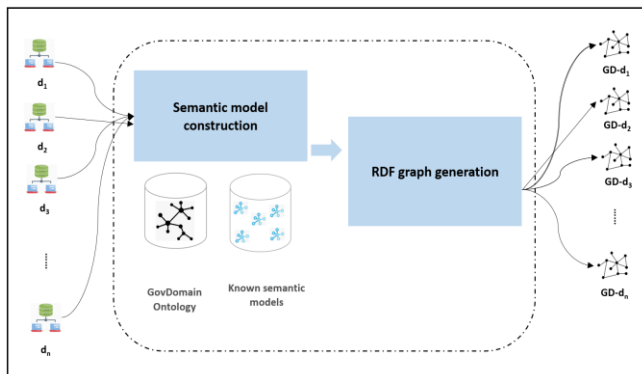 d₁
d₂
d₃
....
dₙ
Semantic model
construction
GovDomain
Ontology
Known semantic
models
RDF graph generation
GD-d₁
GD-d₂
GD-d₃
....
GD-dₙ